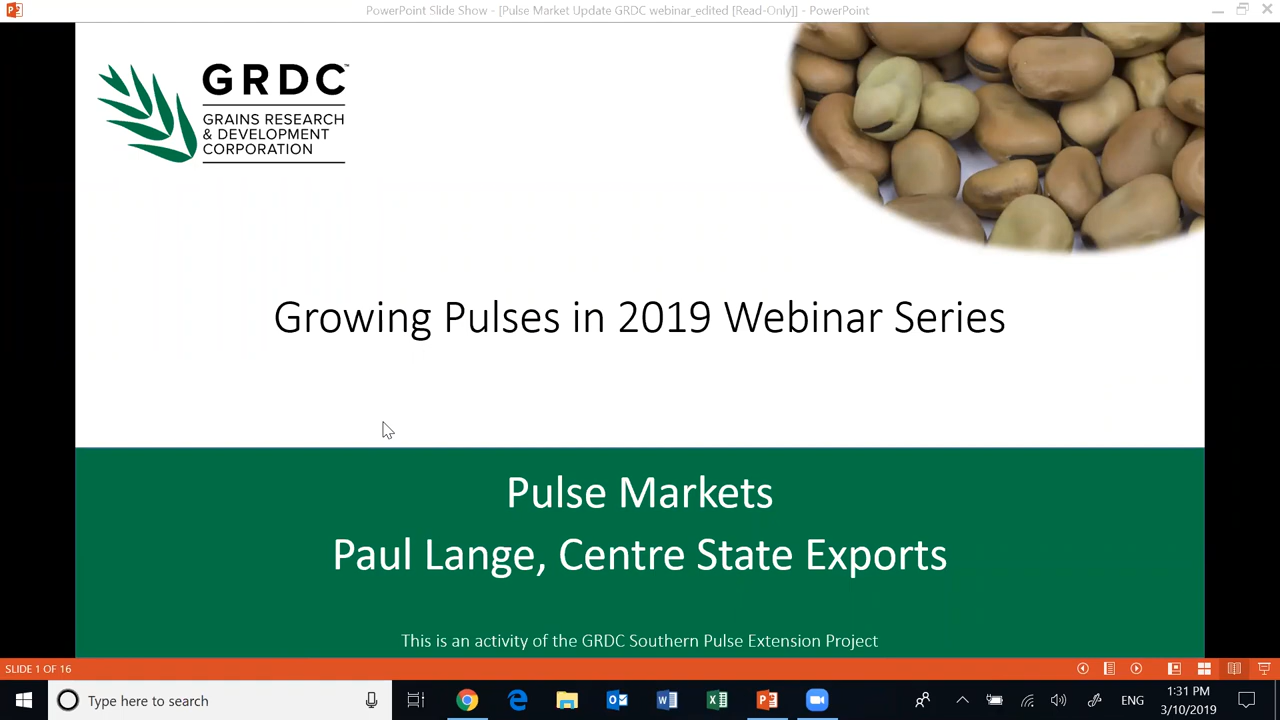 PowerPoint Slide Show - [Pulse Market Update GRDC webinar_edited [Read-Only]] - PowerPoint
GRDC™
GRAINS RESEARCH
& DEVELOPMENT
CORPORATION
Growing Pulses in 2019 Webinar Series
Pulse Markets
Paul Lange, Centre State Exports
This is an activity of the GRDC Southern Pulse Extension Project
SLIDE 1 OF 16
Type here to search
ENG
1:31 PM
3/10/2019